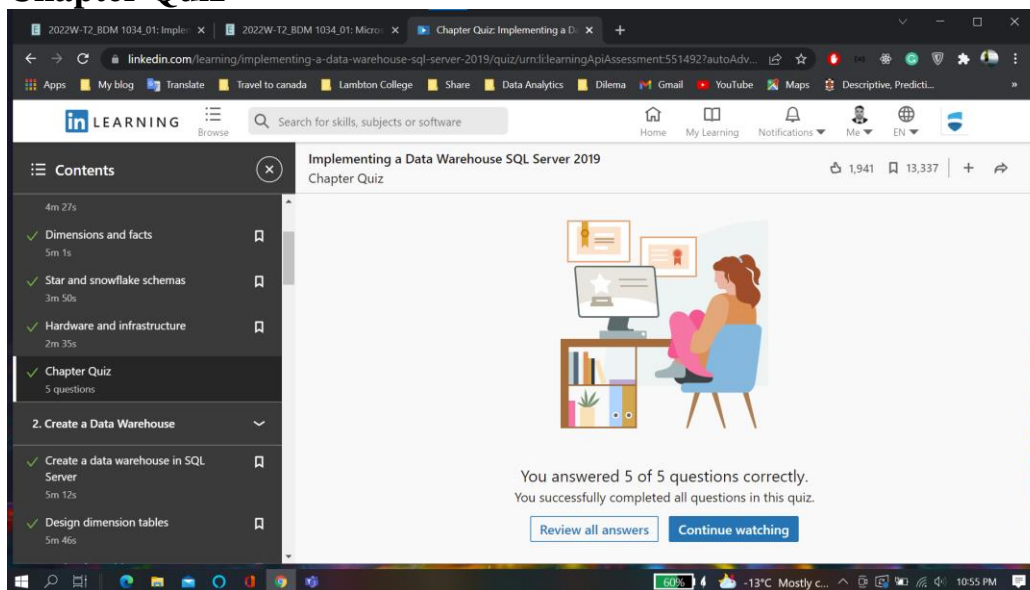 Chapter Quiz
2022W-T2_BDM 1034_01: Implem
2022W-T2_BDM 1034_01: Micros
Chapter Quiz: Implementing a Da
linkedin.com/learning/implementing-a-data-warehouse-sql-server-2019/quiz/urn:li:learningApiAssessment:551492?autoAdv...
Apps
My blog
Translate
Travel to canada
Lambton College
Share
Data Analytics
Dilema
Gmail
YouTube
Maps
Descriptive, Predicti...
»
in LEARNING
Browse
Search for skills, subjects or software
Home
My Learning
Notifications
Me
EN
Contents
Implementing a Data Warehouse SQL Server 2019
Chapter Quiz
1,941
13,337
4m 27s
Dimensions and facts
5m 1s
Star and snowflake schemas
3m 50s
Hardware and infrastructure
2m 35s
Chapter Quiz
5 questions
2. Create a Data Warehouse
Create a data warehouse in SQL
Server
5m 12s
Design dimension tables
5m 46s
You answered 5 of 5 questions correctly.
You successfully completed all questions in this quiz.
Review all answers
Continue watching
60%
-13°C Mostly c...
10:55 PM